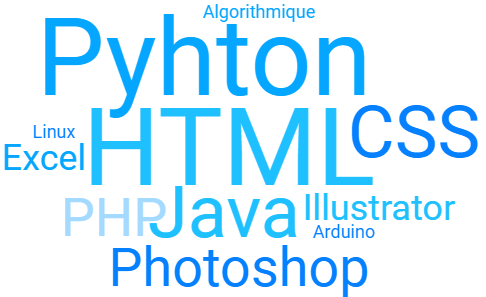 Algorithmique
Pyhton
HTML
CSS
Linux
Excel
PHP
Java
Illustrator
Arduino
Photoshop